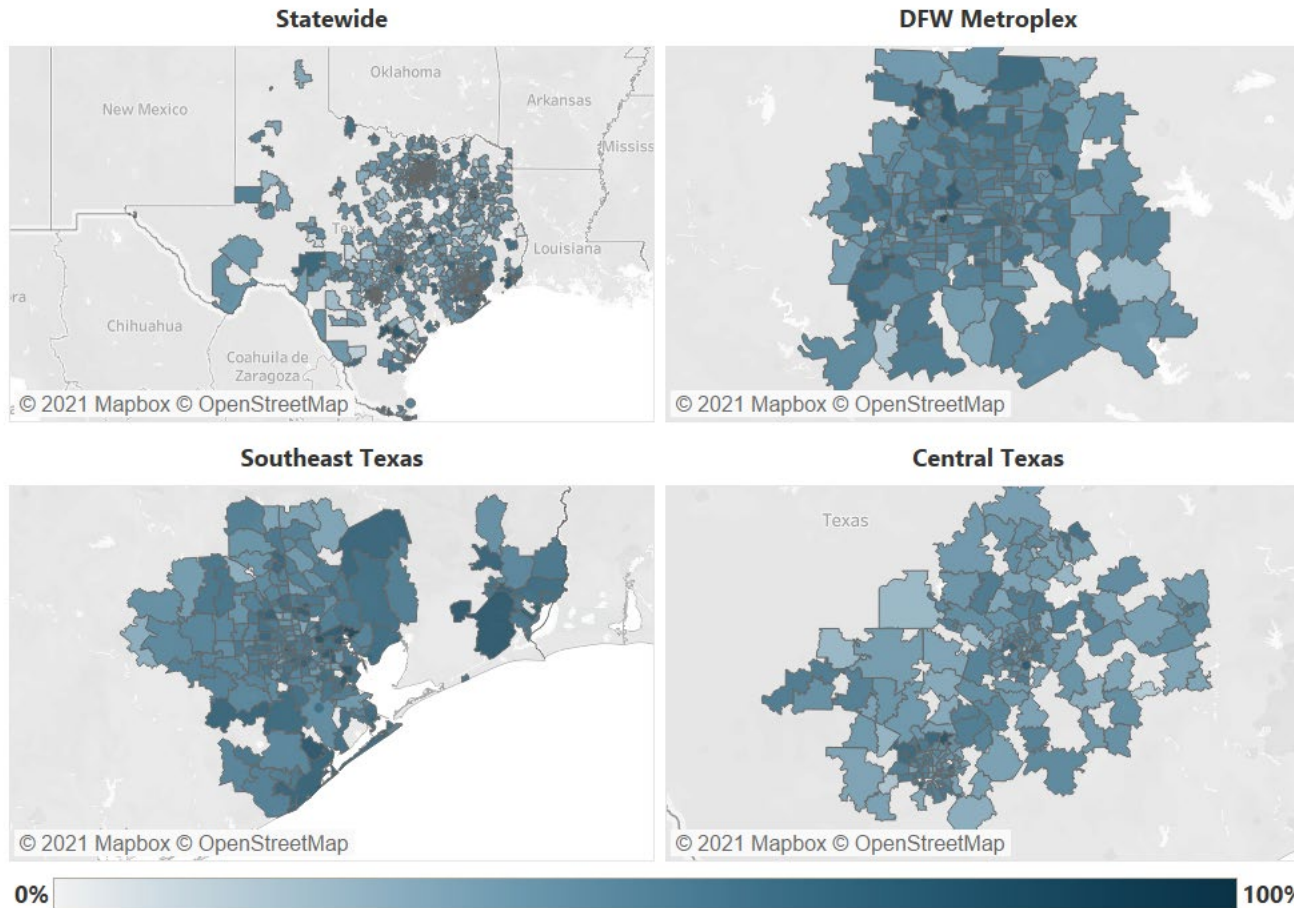 Statewide
DFW Metroplex
Oklahoma
New Mexico
Arkansas
Mississ
Louisiana
Chihuahua
Coahuila de
Zaragoza
© 2021 Mapbox © OpenStreetMap
© 2021 Mapbox © OpenStreetMap
Southeast Texas
Central Texas
Texas
© 2021 Mapbox © OpenStreetMap
© 2021 Mapbox © OpenStreetMap
0%
100%